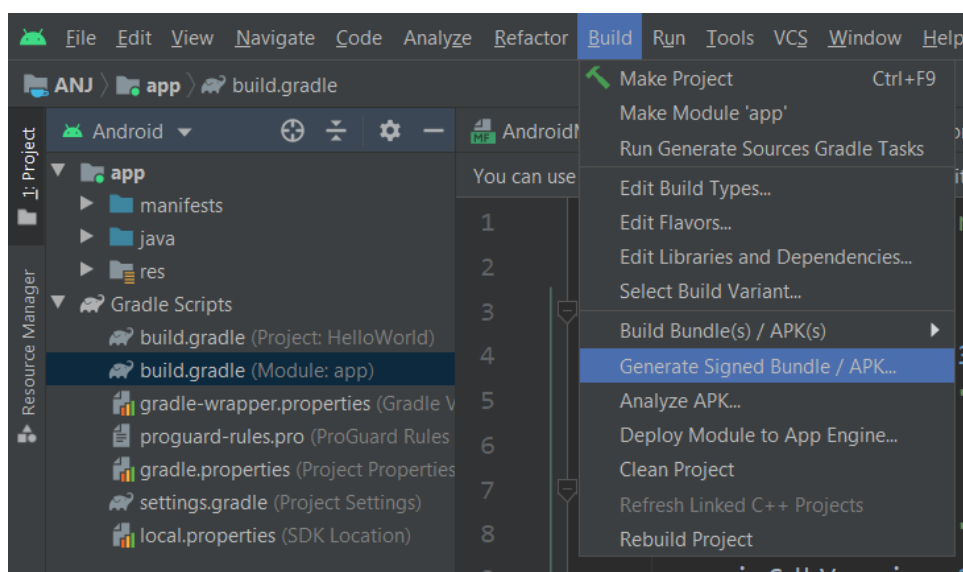 File Edit View Navigate Code Analyze Refactor Build Run Tools VCS Window Help
ANJ app build.gradle
Android
1: Project
Resource Manager
app
manifests
java
res
Gradle Scripts
build.gradle (Project: HelloWorld)
build.gradle (Module: app)
gradle-wrapper.properties (Gradle V
proguard-rules.pro (ProGuard Rules
gradle.properties (Project Properties
settings.gradle (Project Settings)
local.properties (SDK Location)
MF Android
You can use
1
2
3
4
5
6
7
8
Make Project Ctrl+F9
Make Module 'app'
Run Generate Sources Gradle Tasks
Edit Build Types...
Edit Flavors...
Edit Libraries and Dependencies...
Select Build Variant...
Build Bundle(s) / APK(s)
Generate Signed Bundle / APK...
Analyze APK...
Deploy Module to App Engine...
Clean Project
Refresh Linked C++ Projects
Rebuild Project